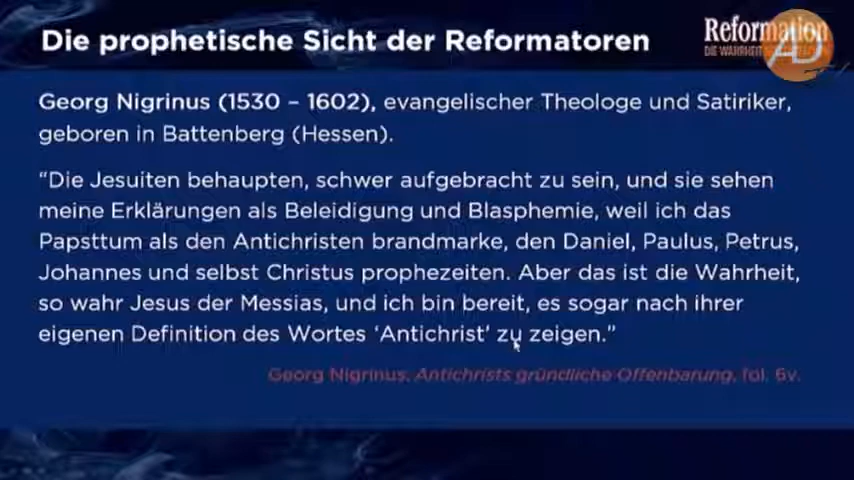 Die prophetische Sicht der Reformatoren
Reformation
DIE WAHRHEIT
AD
Georg Nigrinus (1530 – 1602), evangelischer Theologe und Satiriker,
geboren in Battenberg (Hessen).
“Die Jesuiten behaupten, schwer aufgebracht zu sein, und sie sehen
meine Erklärungen als Beleidigung und Blasphemie, weil ich das
Papsttum als den Antichristen brandmarke, den Daniel, Paulus, Petrus,
Johannes und selbst Christus prophezeiten. Aber das ist die Wahrheit,
so wahr Jesus der Messias, und ich bin bereit, es sogar nach ihrer
eigenen Definition des Wortes ‘Antichrist’ zu zeigen.”
Georg Nigrinus, Antichrists gründliche Offenbarung, fol. 6v.